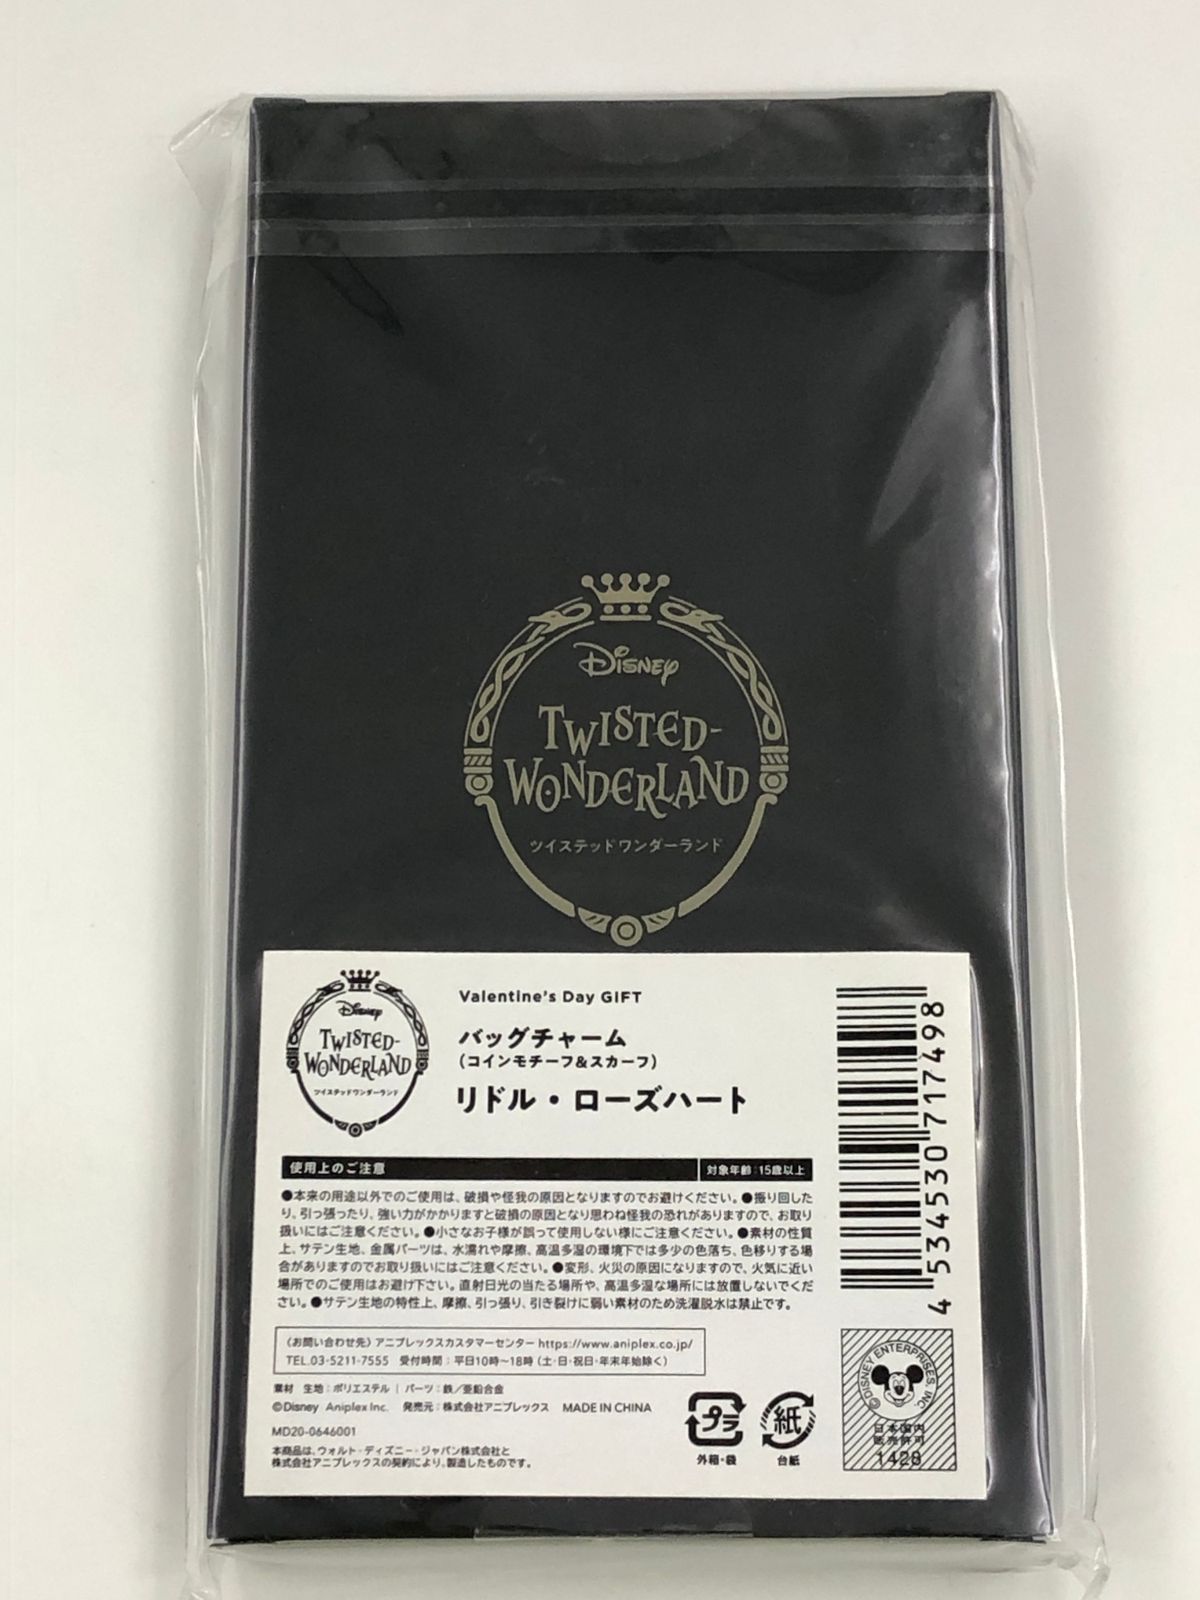 Disney
TWISTED-
WONDERLAND
ツイステッドワンダーランド
Disney
TWISTED-
WONDERLAND
ツイステッドワンダーランド
Valentine's Day GIFT
バッグチャーム
(コインモチーフ&スカーフ)
リドル・ローズハート
使用上のご注意
対象年齢:15歳以上
●本来の用途以外でのご使用は、破損や怪我の原因となりますのでお避けください。●振り回した
り、引っ張ったり、強い力がかかりますと破損の原因となり思わぬ怪我の恐れがありますので、お取り
扱いにはご注意ください。●小さなお子様が誤って使用しない様にご注意ください。●素材の性質
上、サテン生地、金属パーツは、水濡れや摩擦、高温多湿の環境下では多少の色落ち、色移りする場
合がありますのでお取り扱いにはご注意ください。●変形、火災の原因になりますので、火気に近い
場所でのご使用はお避け下さい。直射日光の当たる場所や、高温多湿な場所には放置しないでくだ
さい。●サテン生地の特性上、摩擦、引っ張り、引き裂けに弱い素材のため洗濯脱水は禁止です。
〈お問い合わせ先〉アニプレックスカスタマーセンター https://www.aniplex.co.jp/
TEL.03-5211-7555 受付時間:平日10時〜18時(土・日・祝日・年末年始除く)
素材 生地:ポリエステル | パーツ:鉄/亜鉛合金
©Disney Aniplex Inc. 発売元:株式会社アニプレックス MADE IN CHINA
MD20-0646001
本商品は、ウォルト・ディズニー・ジャパン株式会社と
株式会社アニプレックスの契約により、製造したものです。
プラ
外箱・袋
紙
台紙
4 534530 717498
©DISNEY ENTERPRISES, INC.
日本国内
販売許可
1428